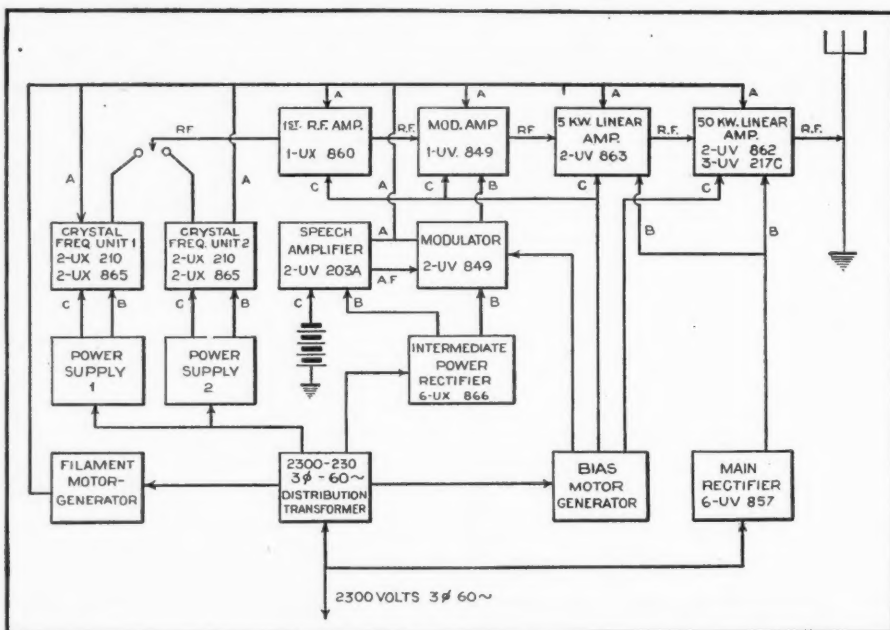 A
A
A
A
1ST. R.F. AMP.
1-UX 860
R.F.
MOD. AMP
1-UV. 849
RF
5 KW. LINEAR
AMP.
2-UV 863
R.F.
50 KW. LINEAR
AMP.
2-UV 862
3-UV 217C
R.F.
RF
A
A
C
A
C
B
C
C
B
B
CRYSTAL
FREQ. UNIT 1
2-UX 210
2-UX 865
CRYSTAL
FREQ. UNIT 2
2-UX 210
2-UX 865
SPEECH
AMPLIFIER
2-UV 203A
A
A.F
MODULATOR
2-UV 849
C
B
C
B
C
B
B
POWER
SUPPLY
1
POWER
SUPPLY
2
INTERMEDIATE
POWER
RECTIFIER
6-UX 866
FILAMENT
MOTOR-
GENERATOR
2300-230
3ø-60~
DISTRIBUTION
TRANSFORMER
BIAS
MOTOR
GENERATOR
MAIN
RECTIFIER
6-UV 857
2300 VOLTS 3ø 60~